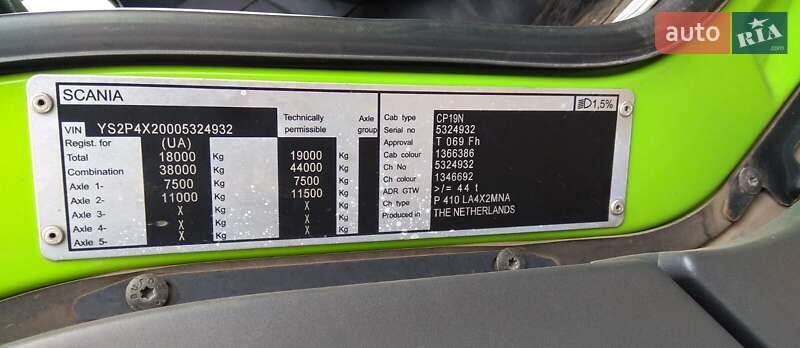 auto RIA
SCANIA 1,5%
VIN YS2P4X20005324932
Regist. for (UA) Technically permissible Axle group
Total 18000 Kg 19000 Kg
Combination 38000 Kg 44000 Kg
Axle 1- 7500 Kg 7500 Kg
Axle 2- 11000 Kg 11500 Kg
Axle 3- X Kg X Kg
Axle 4- X Kg X Kg
Axle 5- X Kg X Kg
Cab type CP19N
Serial no 5324932
Approval T 069 Fh
Cab colour 1366386
Ch No 5324932
Ch colour 1346692
ADR GTW >/= 44 t
Ch type P 410 LA4X2MNA
Produced in THE NETHERLANDS